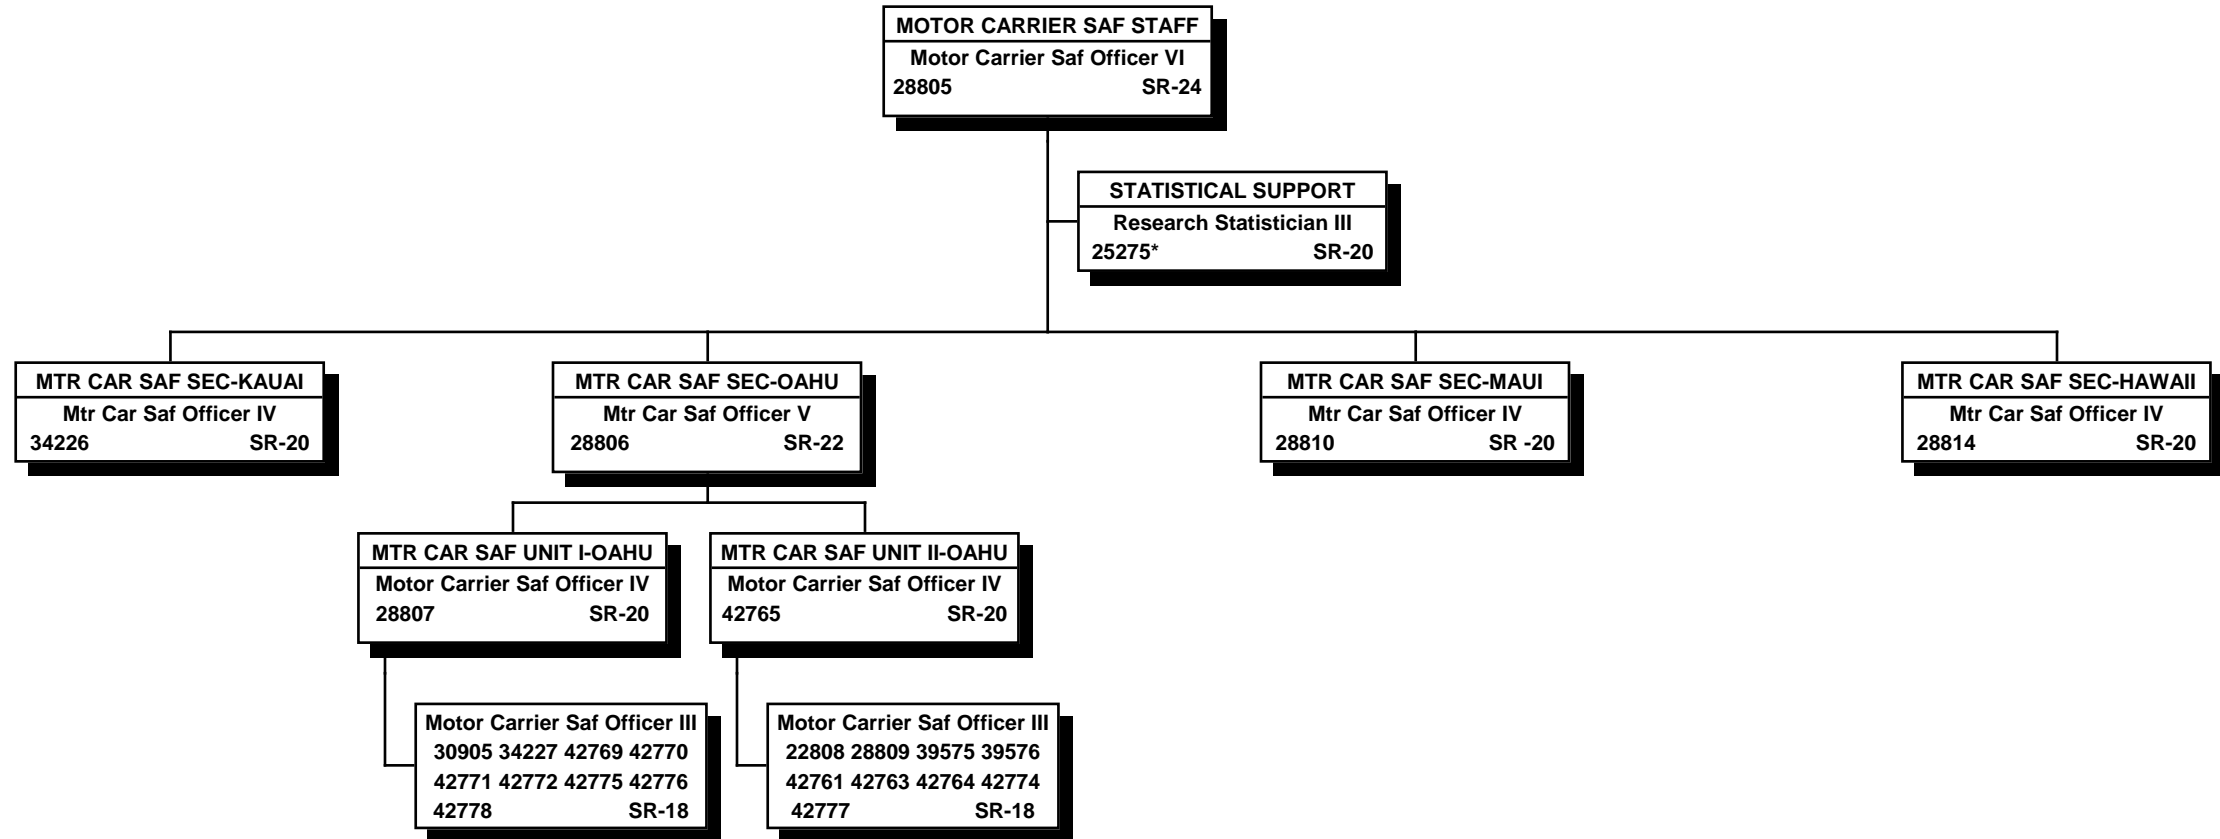 MOTOR CARRIER SAF STAFF
Motor Carrier Saf Officer VI
28805 SR-24
STATISTICAL SUPPORT
Research Statistician III
25275* SR-20
MTR CAR SAF SEC-KAUAI
Mtr Car Saf Officer IV
34226 SR-20
MTR CAR SAF SEC-OAHU
Mtr Car Saf Officer V
28806 SR-22
MTR CAR SAF SEC-MAUI
Mtr Car Saf Officer IV
28810 SR -20
MTR CAR SAF SEC-HAWAII
Mtr Car Saf Officer IV
28814 SR-20
MTR CAR SAF UNIT I-OAHU
Motor Carrier Saf Officer IV
28807 SR-20
MTR CAR SAF UNIT II-OAHU
Motor Carrier Saf Officer IV
42765 SR-20
Motor Carrier Saf Officer III
30905 34227 42769 42770
42771 42772 42775 42776
42778 SR-18
Motor Carrier Saf Officer III
22808 28809 39575 39576
42761 42763 42764 42774
42777 SR-18